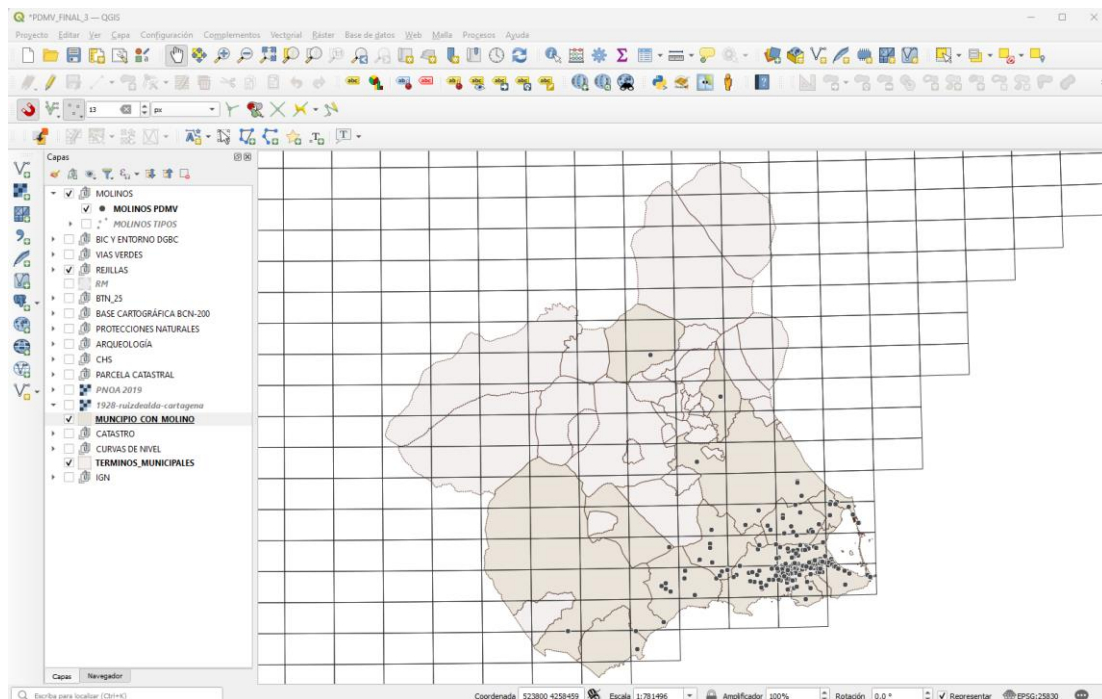 *PDMV_FINAL_3 — QGIS
Proyecto Editar Ver Capa Configuración Complementos Vectorial Ráster Base de datos Web Malla Procesos Ayuda
13 px
Capas
MOLINOS
MOLINOS PDMV
MOLINOS TIPOS
BIC Y ENTORNO DGBC
VIAS VERDES
REJILLAS
RM
BTN_25
BASE CARTOGRÁFICA BCN-200
PROTECCIONES NATURALES
ARQUEOLOGÍA
CHS
PARCELA CATASTRAL
PNOA 2019
1928-ruizdealda-cartagena
MUNCIPIO_CON_MOLINO
CATASTRO
CURVAS DE NIVEL
TERMINOS_MUNICIPALES
IGN
Capas Navegador
Escriba para localizar (Ctrl+K) Coordenada 523800 4258459 Escala 1:781496 Amplificador 100% Rotación 0.0 ° Representar EPSG:25830